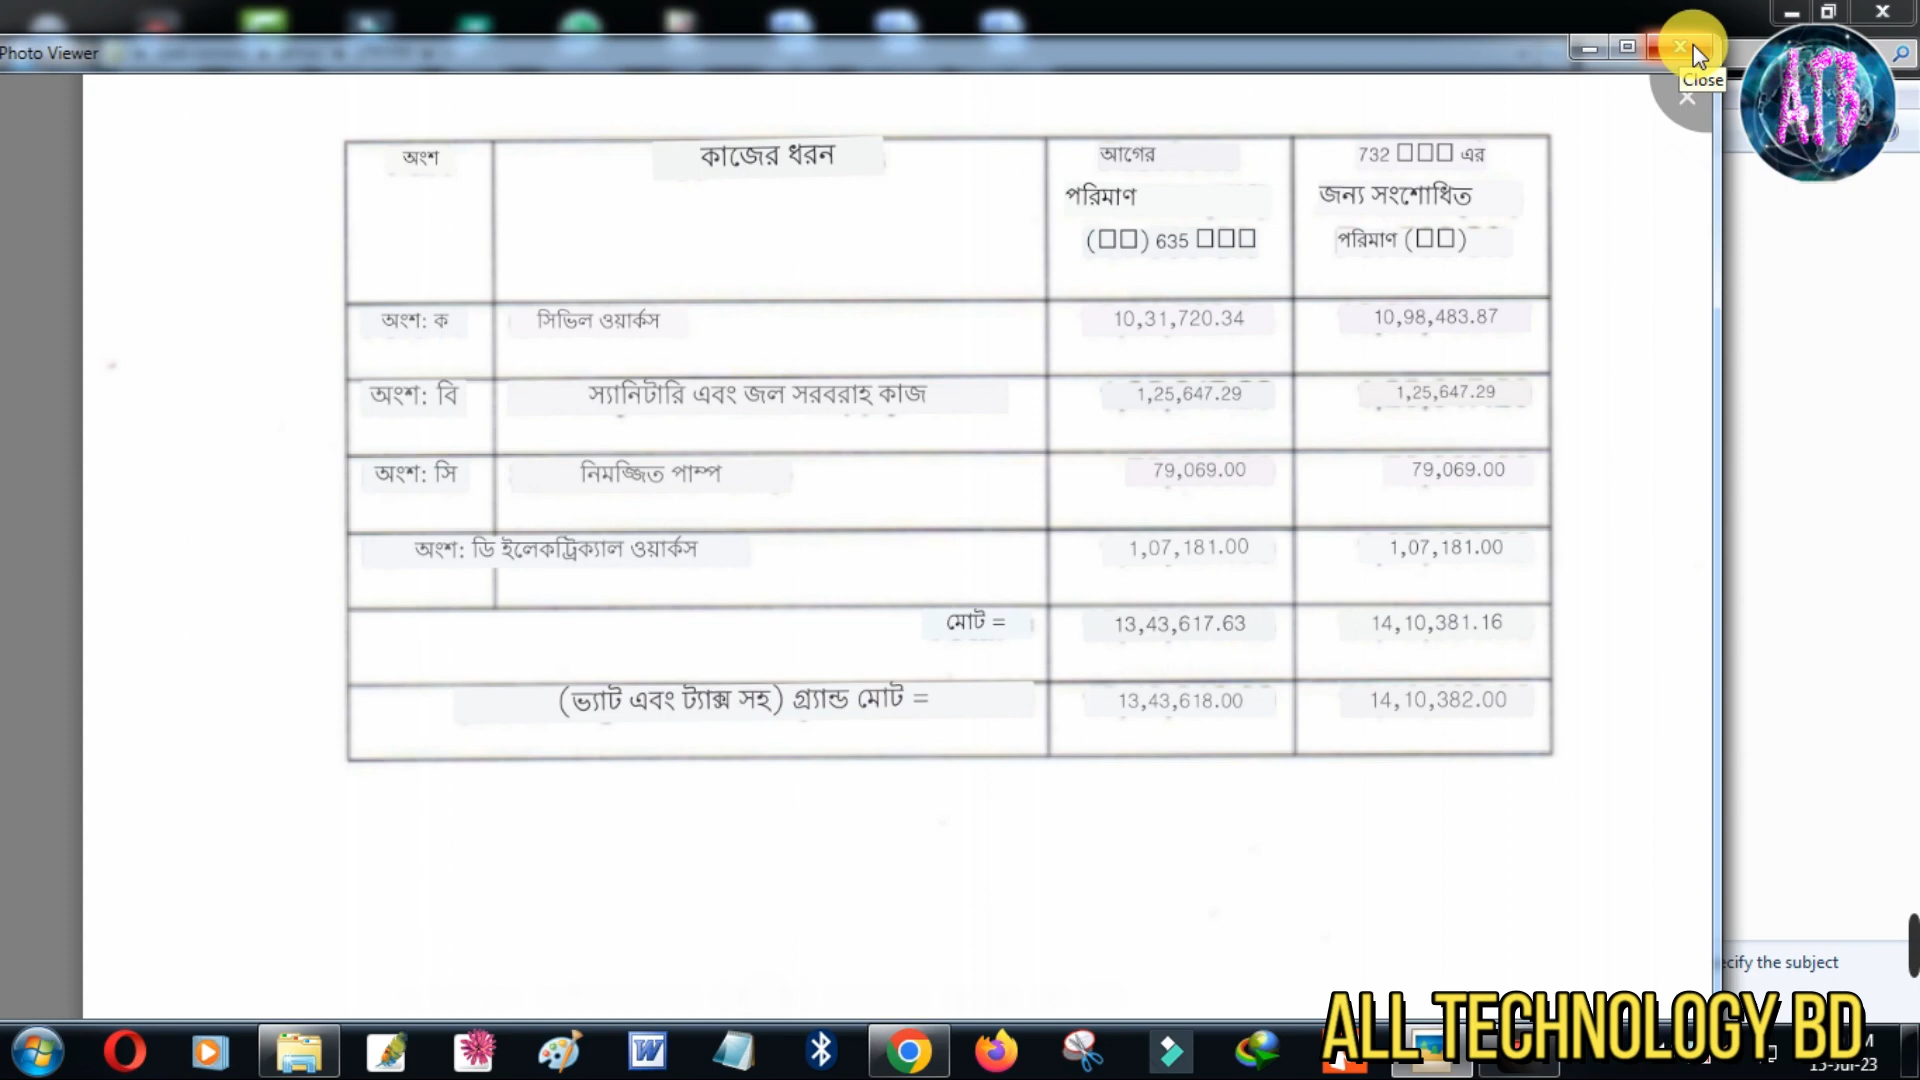 Photo Viewer
Close
AIB
অংশ কাজের ধরন আগের 732 □□□ এর
পরিমাণ জন্য সংশোধিত
(□□) 635 □□□ পরিমাণ (□□)
অংশ: ক সিভিল ওয়ার্কস 10,31,720.34 10,98,483.87
অংশ: বি স্যানিটারি এবং জল সরবরাহ কাজ 1,25,647.29 1,25,647.29
অংশ: সি নিমজ্জিত পাম্প 79,069.00 79,069.00
অংশ: ডি ইলেকট্রিক্যাল ওয়ার্কস 1,07,181.00 1,07,181.00
মোট = 13,43,617.63 14,10,381.16
(ভ্যাট এবং ট্যাক্স সহ) গ্র্যান্ড মোট = 13,43,618.00 14,10,382.00
ecify the subject
ALL TECHNOLOGY BD